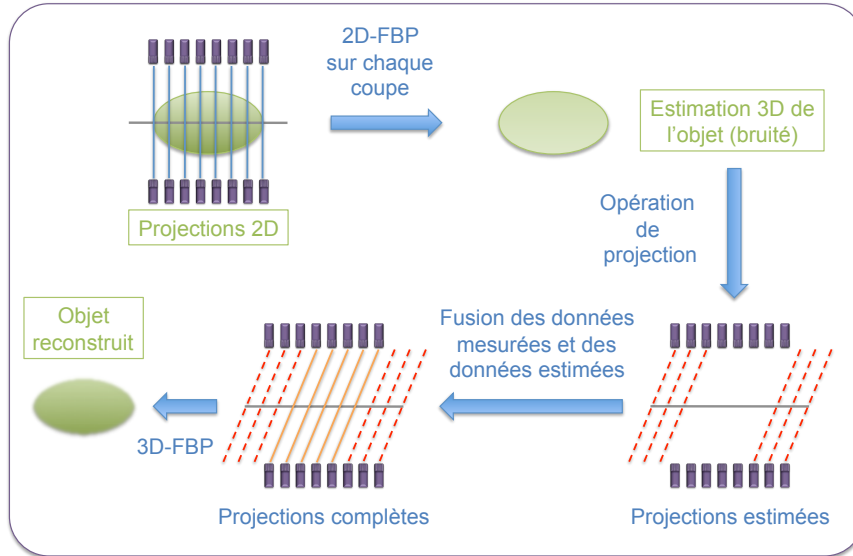 2D-FBP
sur chaque
coupe
Estimation 3D de
l'objet (bruité)
Projections 2D
Opération
de
projection
Objet
reconstruit
Fusion des données
mesurées et des
données estimées
3D-FBP
Projections complètes
Projections estimées